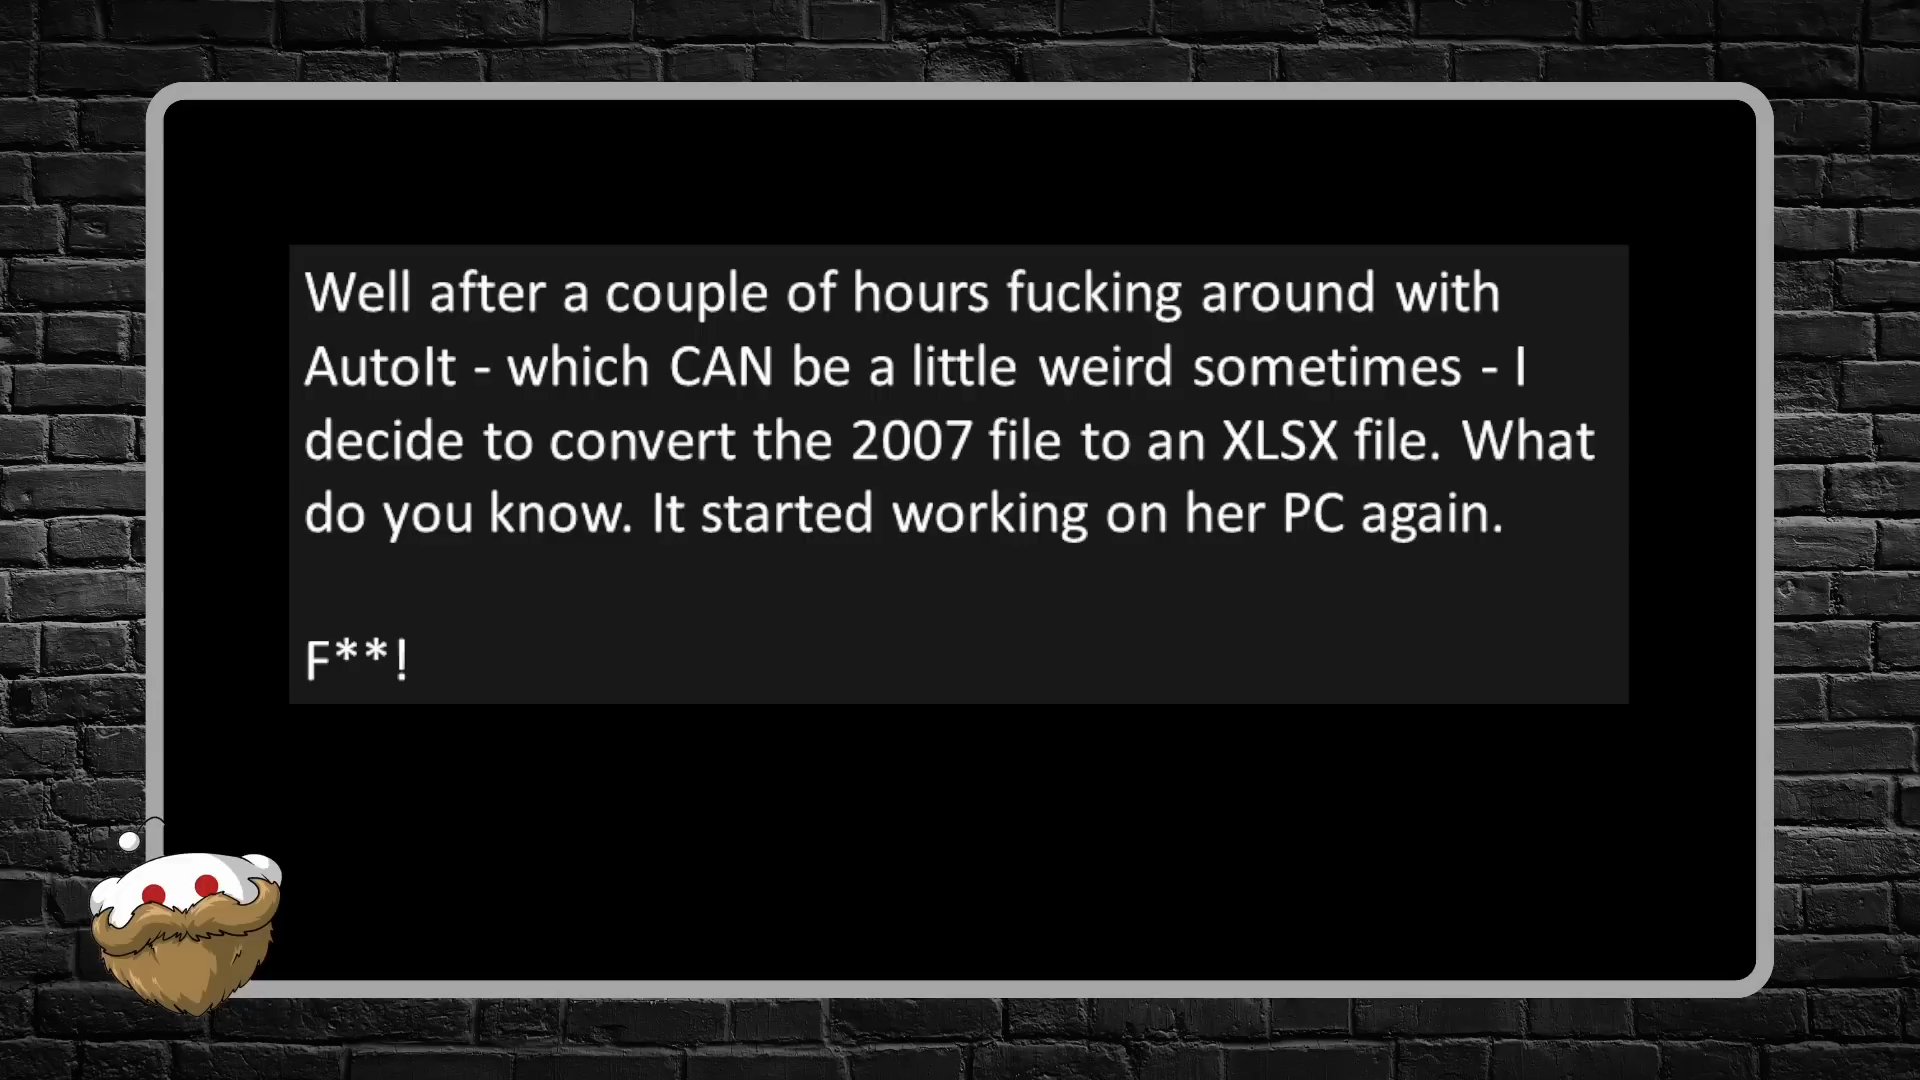 Well after a couple of hours fucking around with
AutoIt - which CAN be a little weird sometimes - I
decide to convert the 2007 file to an XLSX file. What
do you know. It started working on her PC again.
F**!